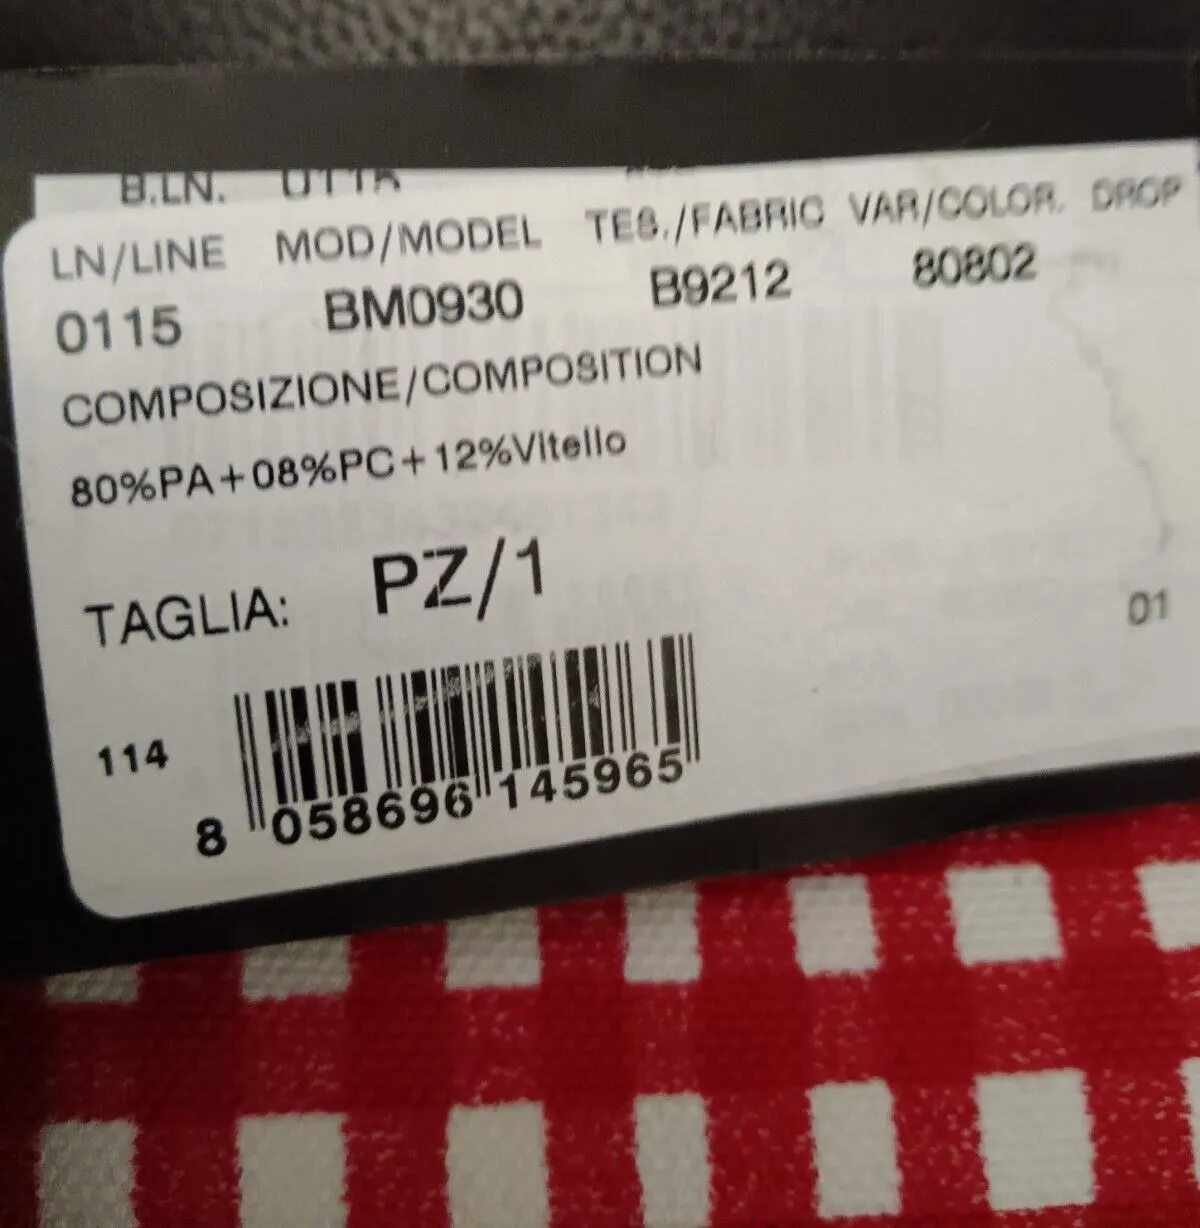 B.LN.
LN/LINE MOD/MODEL TES./FABRIC VAR/COLOR. DROP
0115 BM0930 B9212 80802
COMPOSIZIONE/COMPOSITION
80%PA+08%PC+12%Vitello
TAGLIA: PZ/1
01
114
8 058696 145965